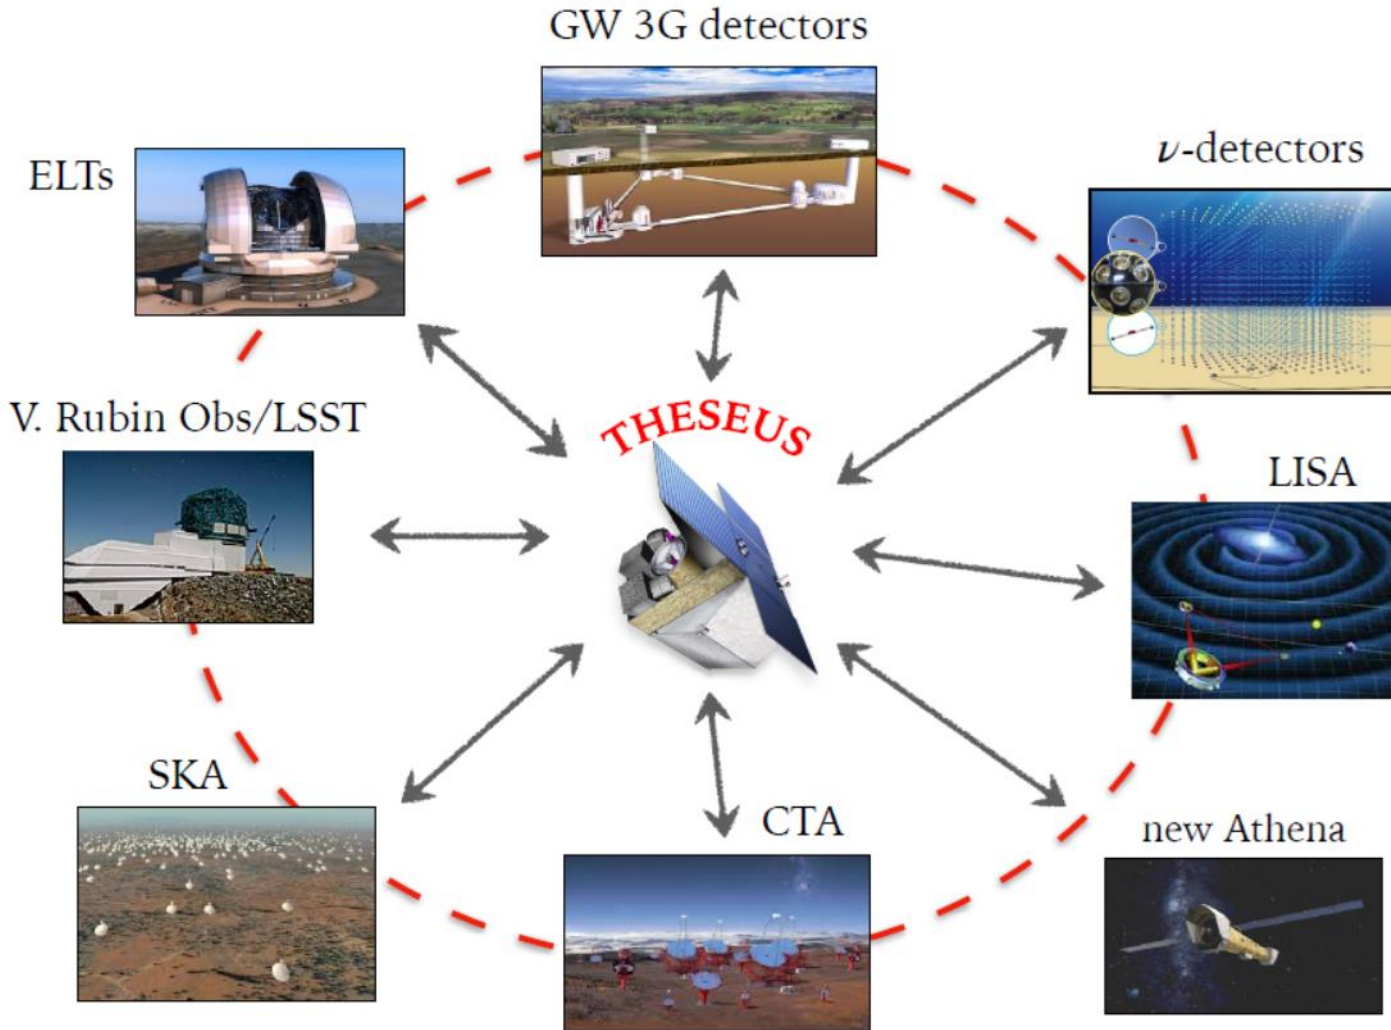 GW 3G detectors
ELTs
ν-detectors
V. Rubin Obs/LSST
THESEUS
LISA
SKA
CTA
new Athena